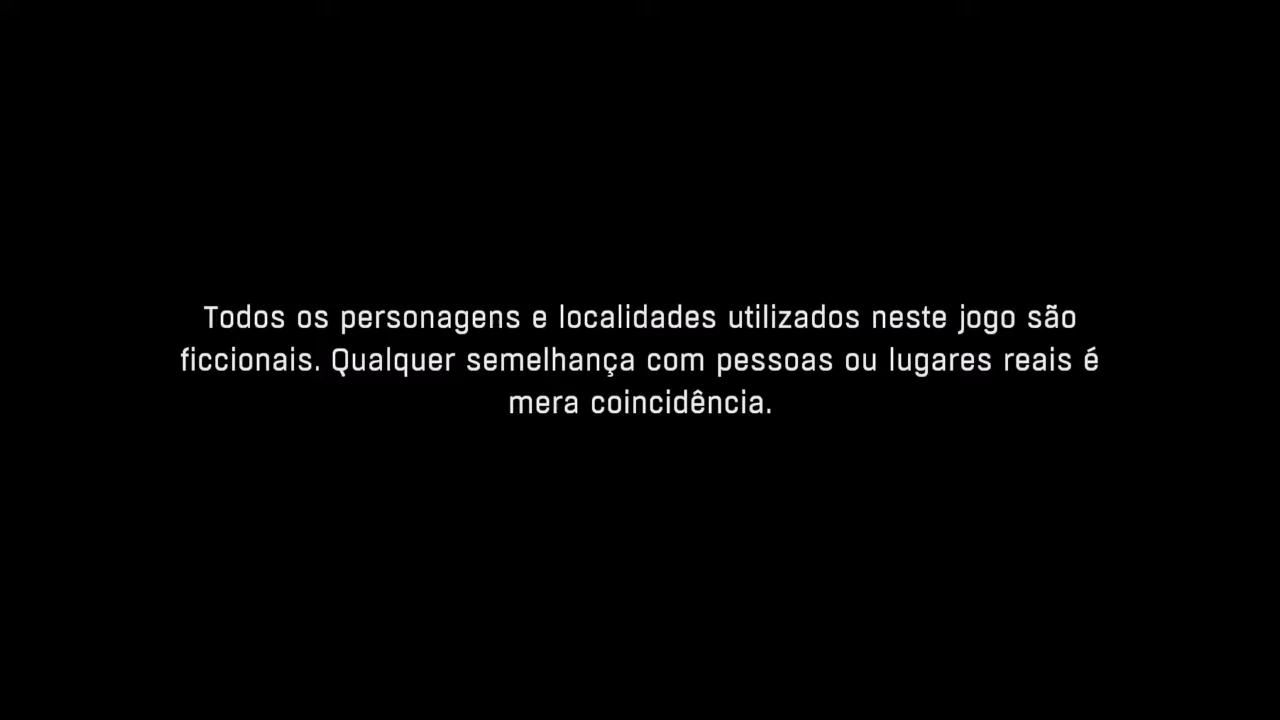 Todos os personagens e localidades utilizados neste jogo são
ficcionais. Qualquer semelhança com pessoas ou lugares reais é
mera coincidência.